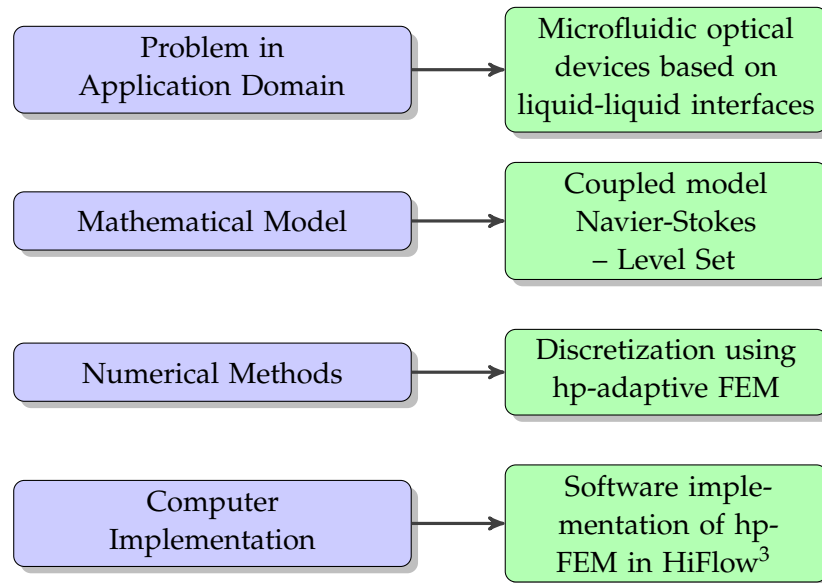 Problem in
Application Domain
Microfluidic optical
devices based on
liquid-liquid interfaces
Mathematical Model
Coupled model
Navier-Stokes
– Level Set
Numerical Methods
Discretization using
hp-adaptive FEM
Computer
Implementation
Software imple-
mentation of hp-
FEM in HiFlow³